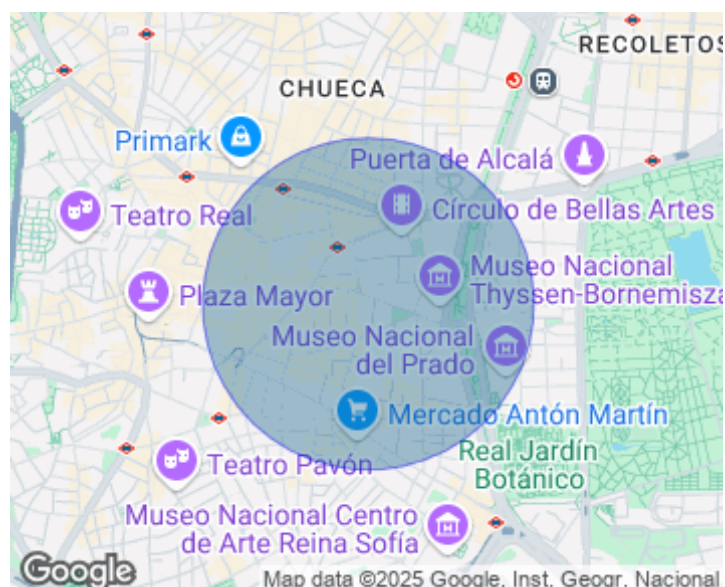 RECOLETOS
CHUECA
Primark
Puerta de Alcalá
Teatro Real
Círculo de Bellas Artes
Museo Nacional
Thyssen-Bornemisza
Plaza Mayor
Museo Nacional
del Prado
Mercado Antón Martín
Teatro Pavón
Real Jardín
Botánico
Museo Nacional Centro
de Arte Reina Sofía
Google
Map data ©2025 Google, Inst. Geogr. Nacional